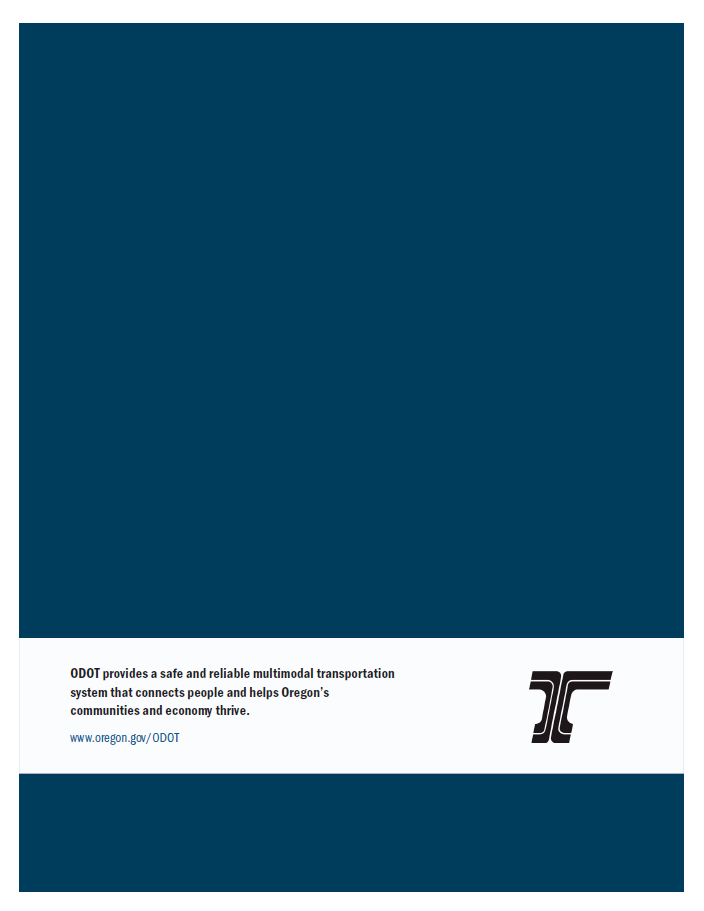 ODOT provides a safe and reliable multimodal transportation
system that connects people and helps Oregon's
communities and economy thrive.
www.oregon.gov/ODOT